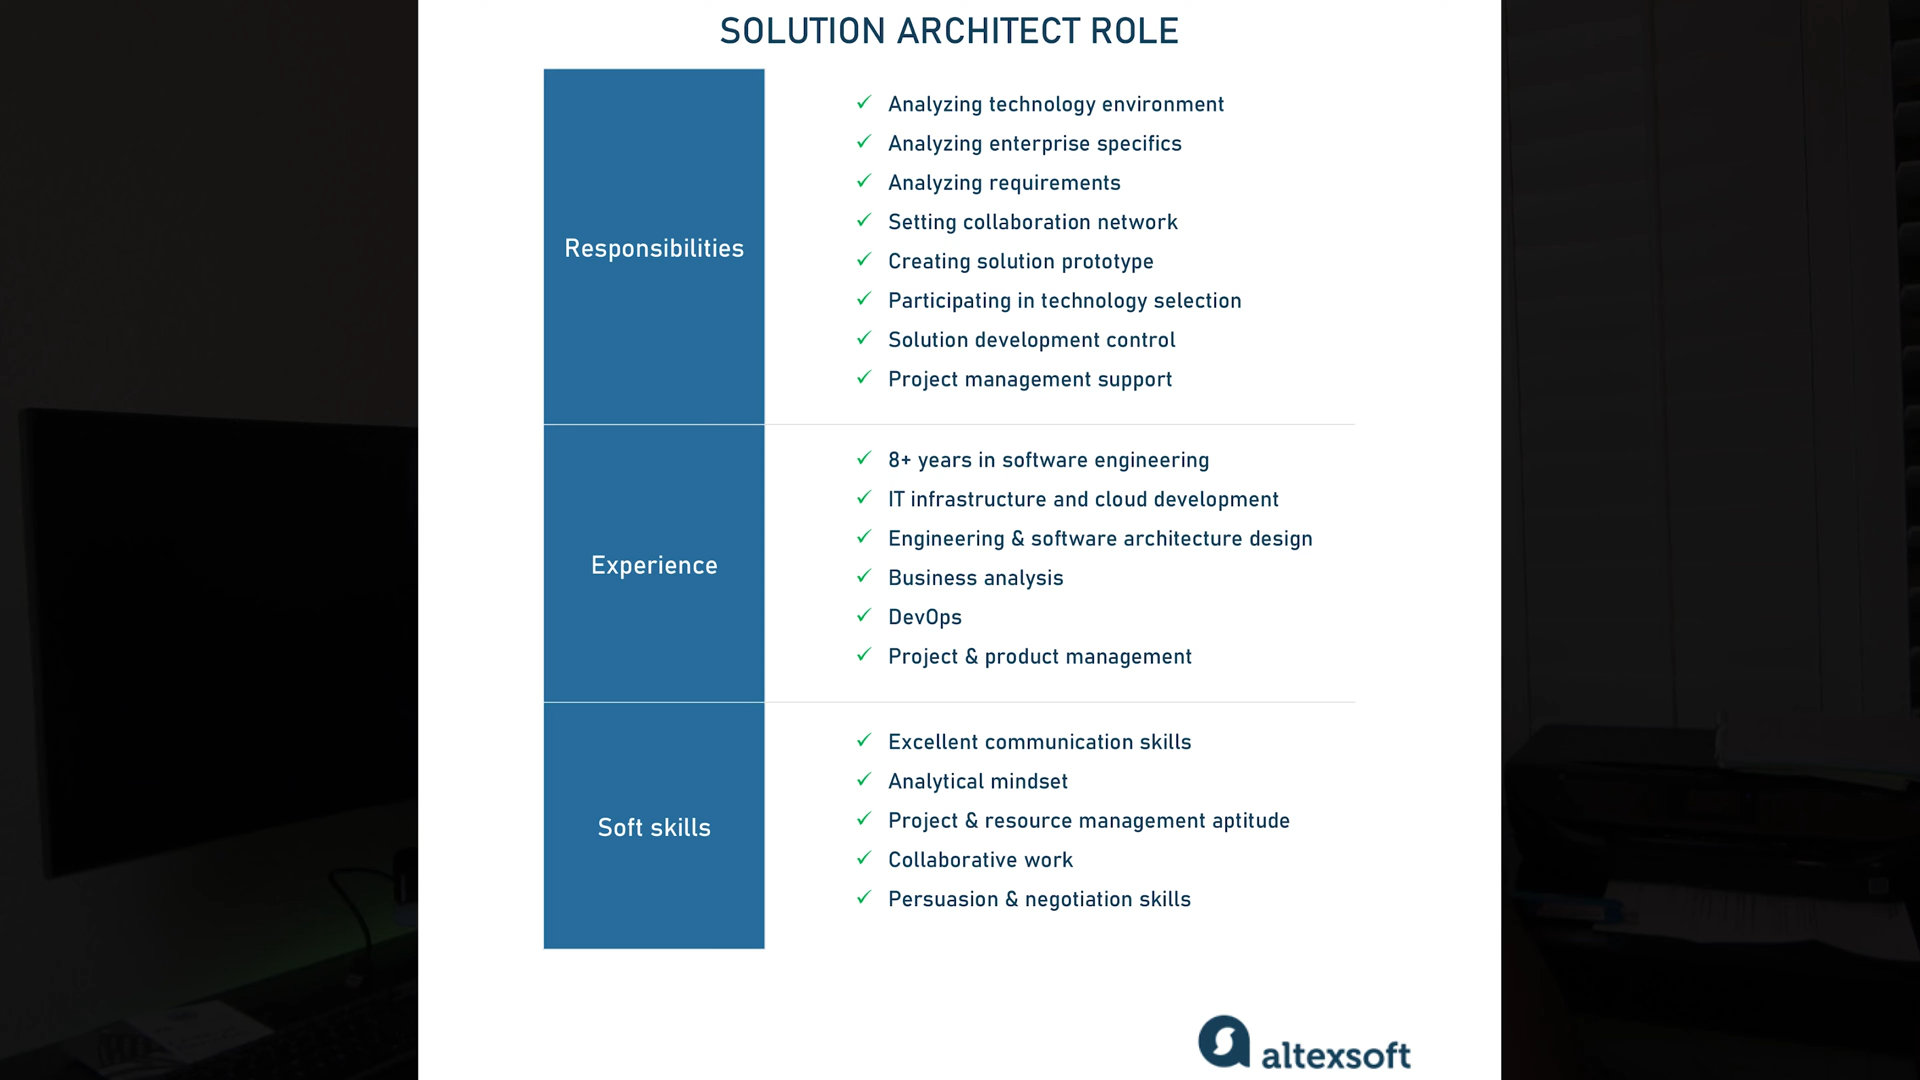 SOLUTION ARCHITECT ROLE
Responsibilities
Analyzing technology environment
Analyzing enterprise specifics
Analyzing requirements
Setting collaboration network
Creating solution prototype
Participating in technology selection
Solution development control
Project management support
Experience
8+ years in software engineering
IT infrastructure and cloud development
Engineering & software architecture design
Business analysis
DevOps
Project & product management
Soft skills
Excellent communication skills
Analytical mindset
Project & resource management aptitude
Collaborative work
Persuasion & negotiation skills
altexsoft